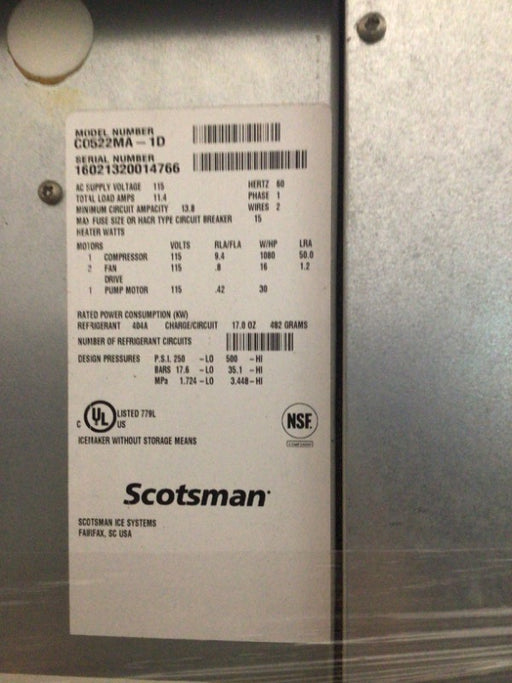 MODEL NUMBER
C0522MA - 1D
SERIAL NUMBER
16021320014766
AC SUPPLY VOLTAGE 115 HERTZ 60
TOTAL LOAD AMPS 11.4 PHASE 1
MINIMUM CIRCUIT AMPACITY 13.8 WIRES 2
MAX FUSE SIZE OR HACR TYPE CIRCUIT BREAKER 15
HEATER WATTS
MOTORS VOLTS RLA/FLA W/HP LRA
1 COMPRESSOR 115 9.4 1080 50.0
2 FAN 115 .8 16 1.2
DRIVE
1 PUMP MOTOR 115 .42 30
RATED POWER CONSUMPTION (KW)
REFRIGERANT 404A CHARGE/CIRCUIT 17.0 OZ 482 GRAMS
NUMBER OF REFRIGERANT CIRCUITS
DESIGN PRESSURES P.S.I. 250 - LO 500 - HI
BARS 17.6 - LO 35.1 - HI
MPa 1.724 - LO 3.448 - HI
C UL US LISTED 779L
NSF.
ICEMAKER WITHOUT STORAGE MEANS
Scotsman
SCOTSMAN ICE SYSTEMS
FAIRFAX, SC USA